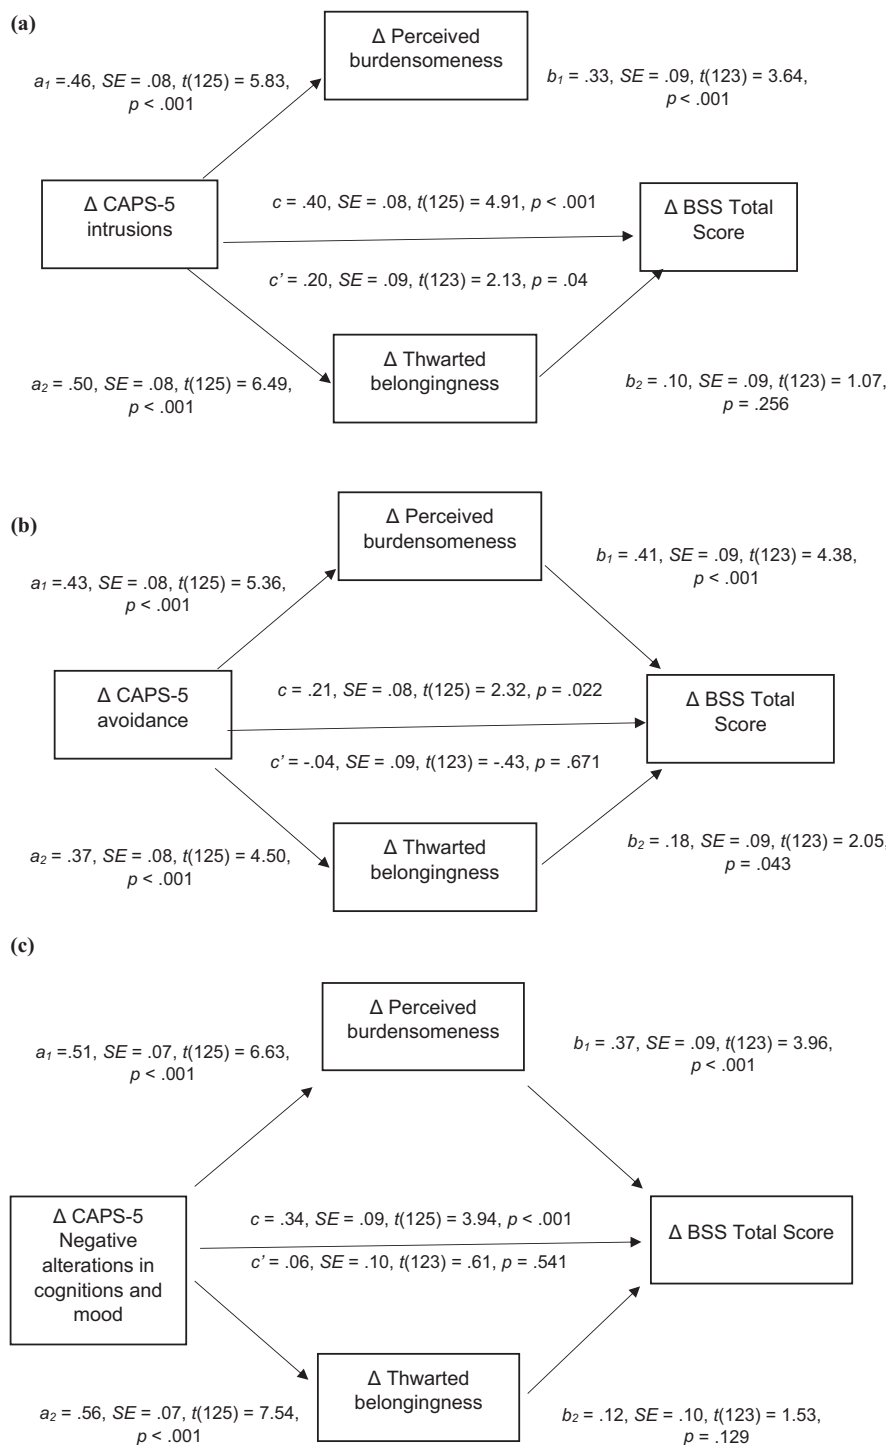 (a)
Δ Perceived
burdensomeness
a₁ =.46, SE = .08, t(125) = 5.83,
p < .001
b₁ = .33, SE = .09, t(123) = 3.64,
p < .001
Δ CAPS-5
intrusions
c = .40, SE = .08, t(125) = 4.91, p < .001
Δ BSS Total
Score
c' = .20, SE = .09, t(123) = 2.13, p = .04
Δ Thwarted
belongingness
a₂ = .50, SE = .08, t(125) = 6.49,
p < .001
b₂ = .10, SE = .09, t(123) = 1.07,
p = .256
(b)
Δ Perceived
burdensomeness
a₁ =.43, SE = .08, t(125) = 5.36,
p < .001
b₁ = .41, SE = .09, t(123) = 4.38,
p < .001
Δ CAPS-5
avoidance
c = .21, SE = .08, t(125) = 2.32, p = .022
Δ BSS Total
Score
c' = -.04, SE = .09, t(123) = -.43, p = .671
Δ Thwarted
belongingness
a₂ = .37, SE = .08, t(125) = 4.50,
p < .001
b₂ = .18, SE = .09, t(123) = 2.05,
p = .043
(c)
Δ Perceived
burdensomeness
a₁ =.51, SE = .07, t(125) = 6.63,
p < .001
b₁ = .37, SE = .09, t(123) = 3.96,
p < .001
Δ CAPS-5
Negative
alterations in
cognitions and
mood
c = .34, SE = .09, t(125) = 3.94, p < .001
c' = .06, SE = .10, t(123) = .61, p = .541
Δ BSS Total Score
Δ Thwarted
belongingness
a₂ = .56, SE = .07, t(125) = 7.54,
p < .001
b₂ = .12, SE = .10, t(123) = 1.53,
p = .129